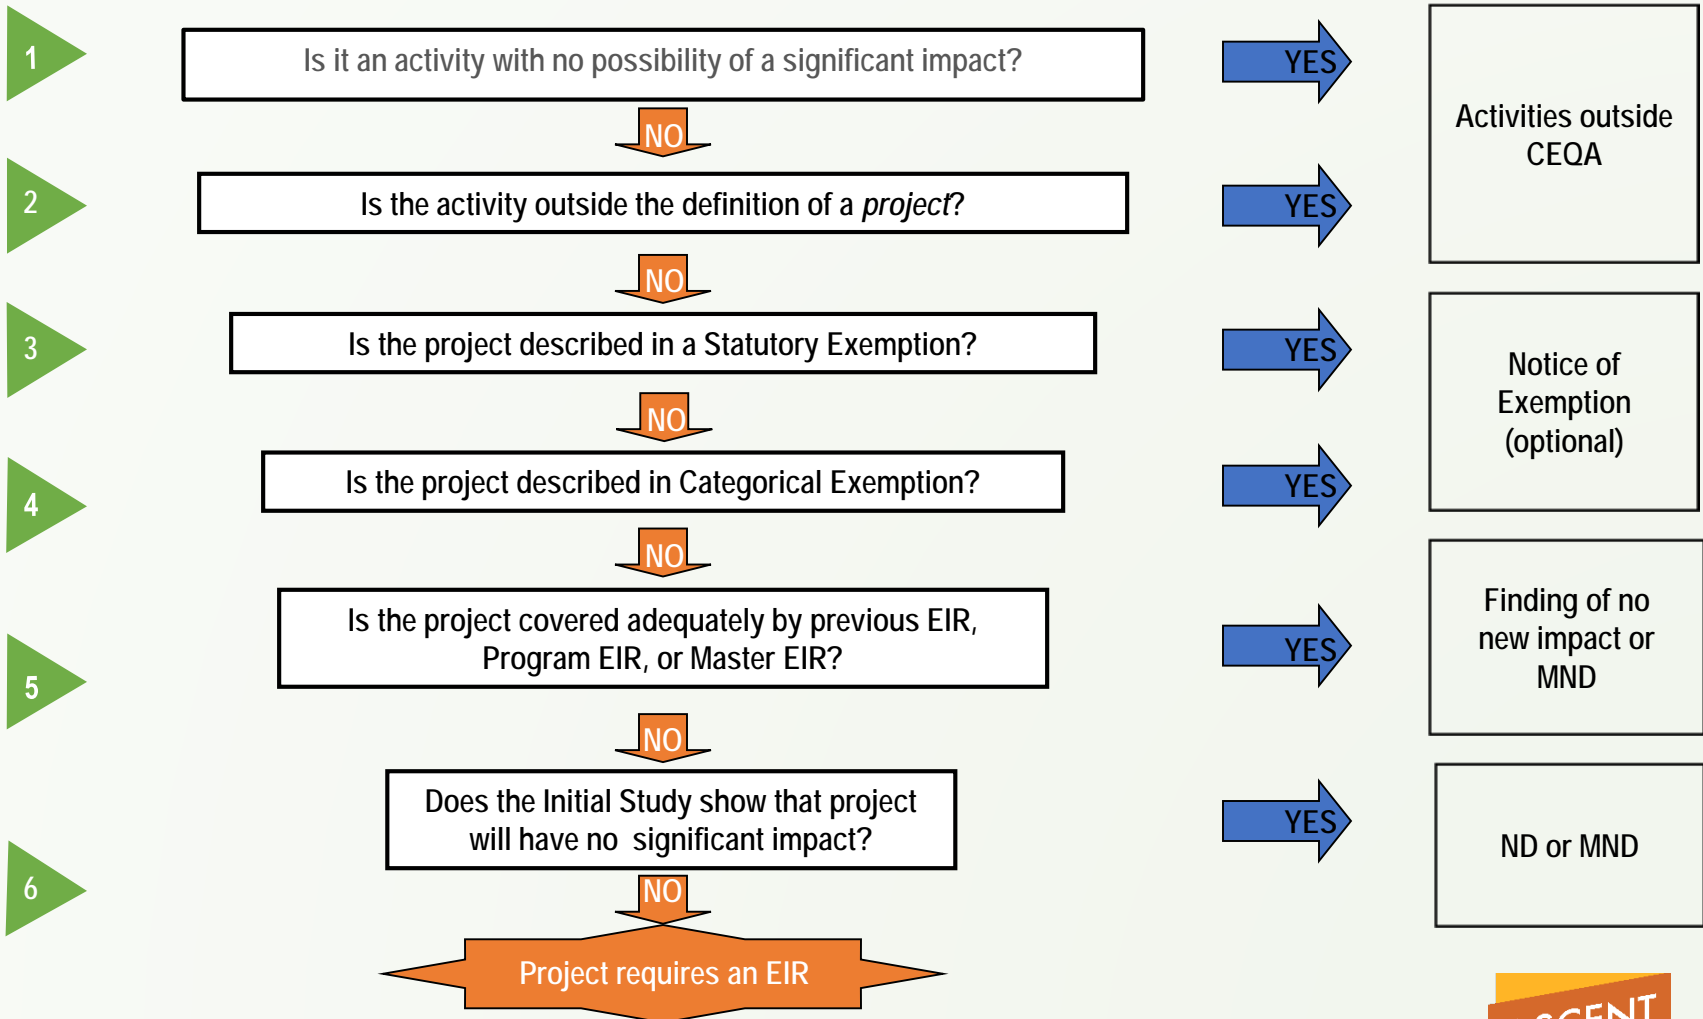 1
Is it an activity with no possibility of a significant impact?
YES
Activities outside
CEQA
NO
2
Is the activity outside the definition of a project?
YES
NO
3
Is the project described in a Statutory Exemption?
YES
Notice of
Exemption
(optional)
NO
4
Is the project described in Categorical Exemption?
YES
NO
5
Is the project covered adequately by previous EIR,
Program EIR, or Master EIR?
YES
Finding of no
new impact or
MND
NO
6
Does the Initial Study show that project
will have no significant impact?
YES
ND or MND
NO
Project requires an EIR